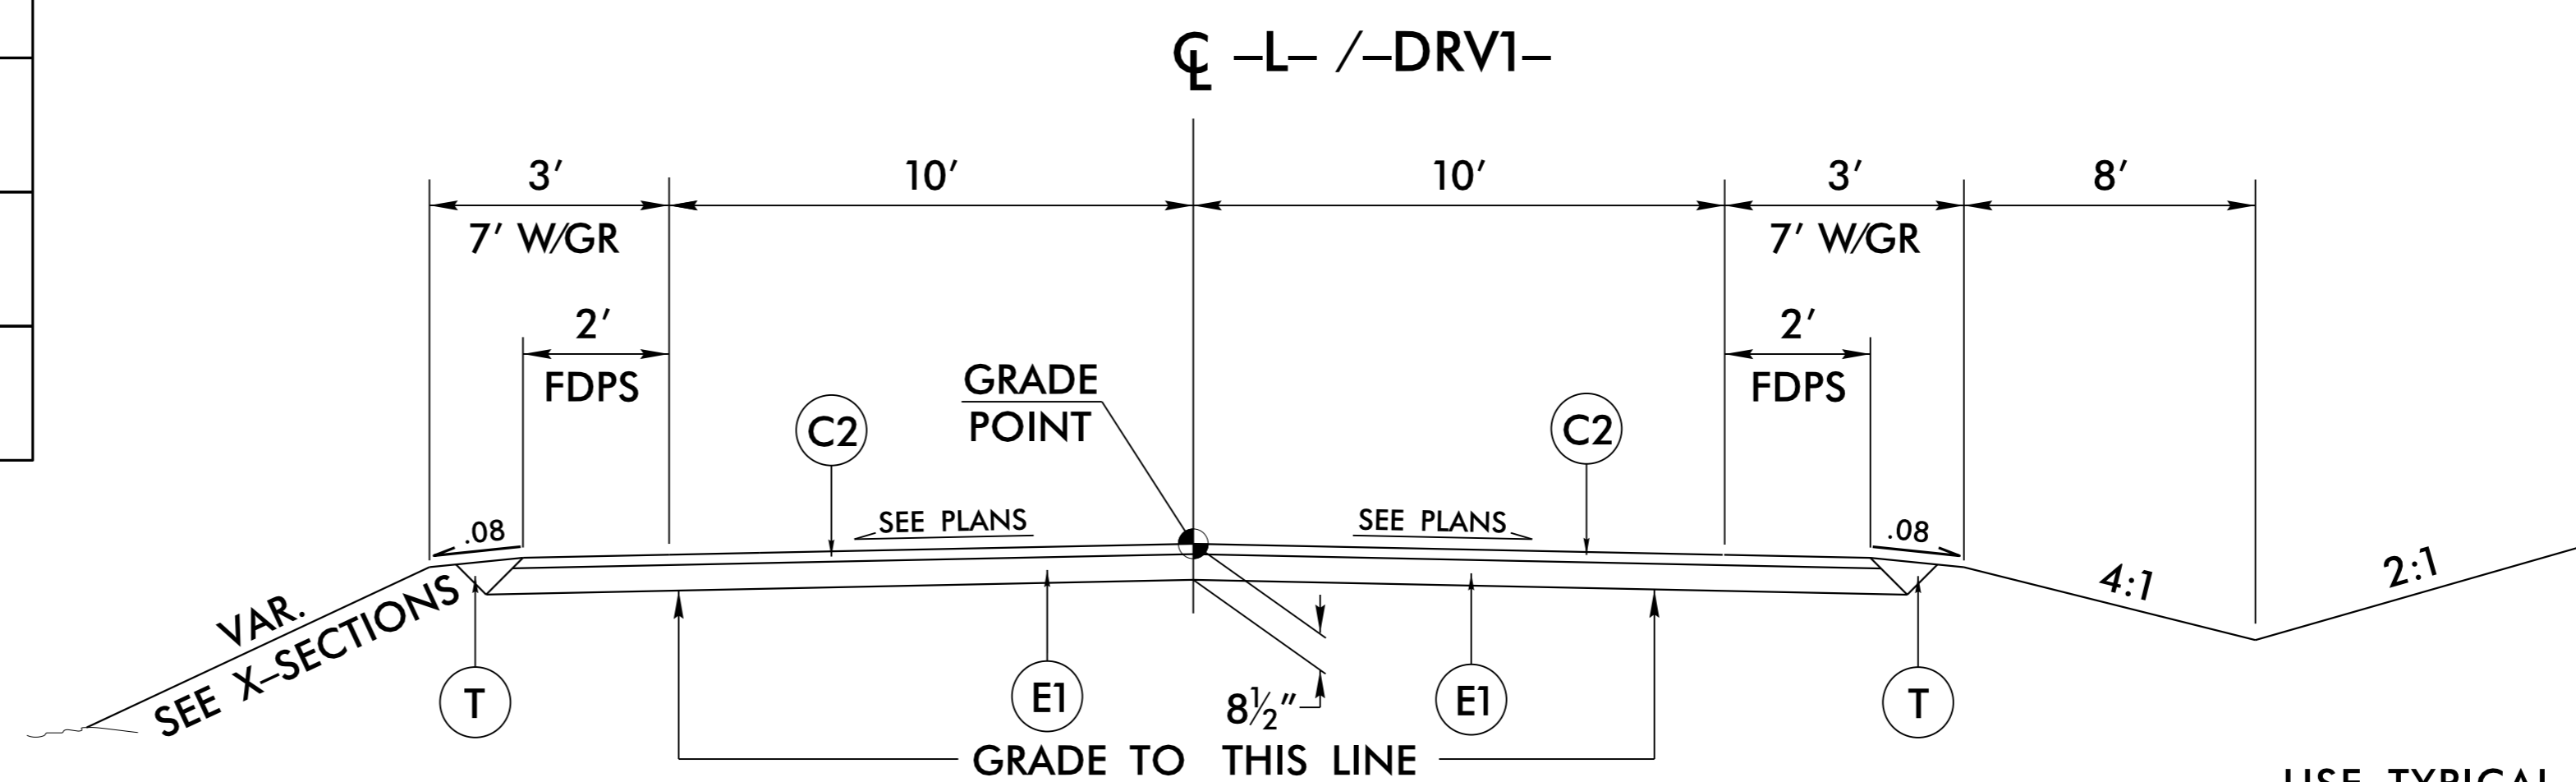 ℄ –L– /–DRV1–
3' 10' 10' 3' 8'
7' W/GR 7' W/GR
2' 2'
FDPS FDPS
GRADE
POINT
C2 C2
SEE PLANS SEE PLANS
.08 .08
VAR.
SEE X–SECTIONS
4:1 2:1
T E1 E1 T
8½"
GRADE TO THIS LINE
USE TYPICAL